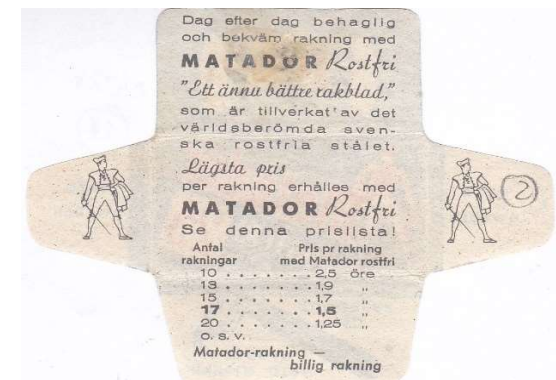 Dag efter dag behaglig
och bekväm rakning med
MATADOR Rostfri
"Ett ännu bättre rakblad,"
som är tillverkat av det
världsberömda sven-
ska rostfria stålet.
Lägsta pris
per rakning erhålles med
MATADOR Rostfri
Se denna prislista!
Antal Pris pr rakning
rakningar med Matador rostfri
10 . . . . . . . 2,5 öre
13 . . . . . . . 1,9 „
15 . . . . . . . 1,7 „
17 . . . . . . . 1,5 „
20 . . . . . . . 1,25 „
o. s. v.
Matador-rakning —
billig rakning
2